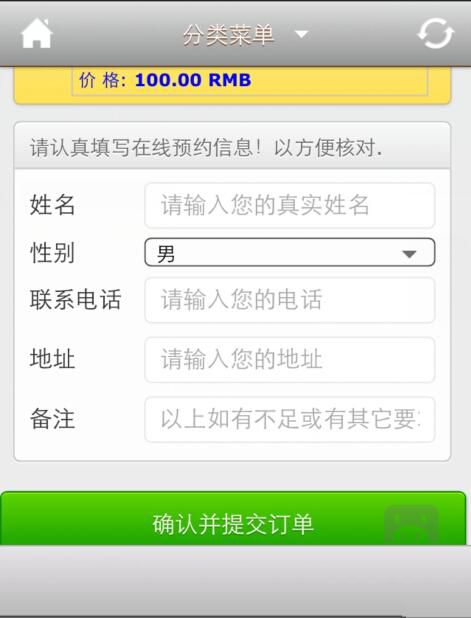 分类菜单
价 格: 100.00 RMB
请认真填写在线预约信息！以方便核对.
姓名 请输入您的真实姓名
性别 男
联系电话 请输入您的电话
地址 请输入您的地址
备注 以上如有不足或有其它要
确认并提交订单